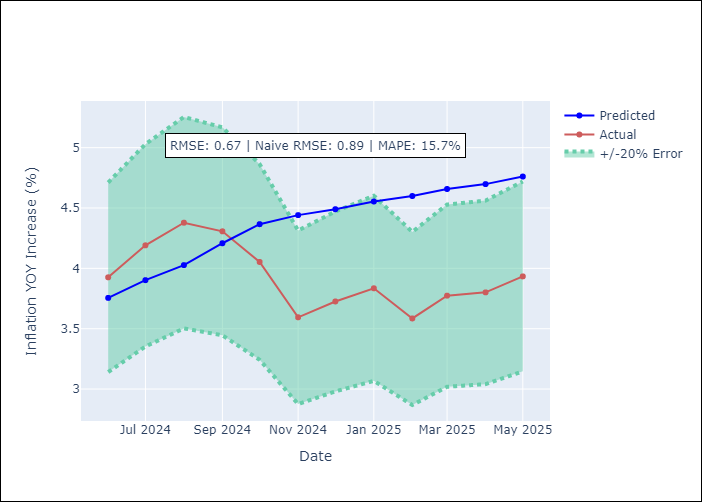 RMSE: 0.67 | Naive RMSE: 0.89 | MAPE: 15.7%
Predicted
Actual
+/-20% Error
Inflation YOY Increase (%)
5
4.5
4
3.5
3
Jul 2024
Sep 2024
Nov 2024
Jan 2025
Mar 2025
May 2025
Date